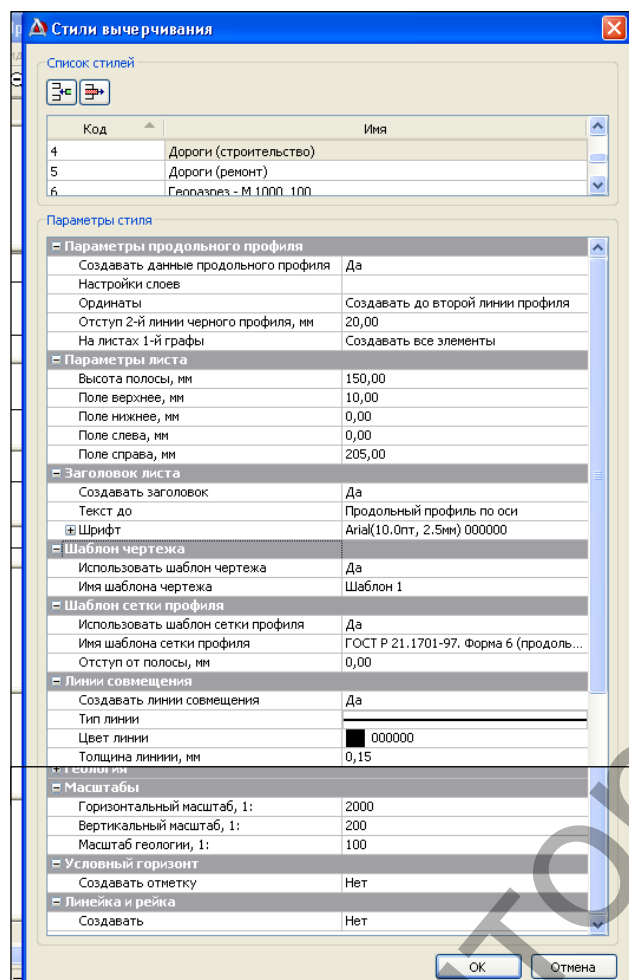 Стили вычерчивания
Список стилей
Код Имя
4 Дороги (строительство)
5 Дороги (ремонт)
6 Георазрез - М 1000_100
Параметры стиля
Параметры продольного профиля
Создавать данные продольного профиля Да
Настройки слоев
Ординаты Создавать до второй линии профиля
Отступ 2-й линии черного профиля, мм 20,00
На листах 1-й графы Создавать все элементы
Параметры листа
Высота полосы, мм 150,00
Поле верхнее, мм 10,00
Поле нижнее, мм 0,00
Поле слева, мм 0,00
Поле справа, мм 205,00
Заголовок листа
Создавать заголовок Да
Текст до Продольный профиль по оси
Шрифт Arial(10.0пт, 2.5мм) 000000
Шаблон чертежа
Использовать шаблон чертежа Да
Имя шаблона чертежа Шаблон 1
Шаблон сетки профиля
Использовать шаблон сетки профиля Да
Имя шаблона сетки профиля ГОСТ Р 21.1701-97. Форма 6 (продоль...
Отступ от полосы, мм 0,00
Линии совмещения
Создавать линии совмещения Да
Тип линии
Цвет линии 000000
Толщина линиии, мм 0,15
Геология
Масштабы
Горизонтальный масштаб, 1: 2000
Вертикальный масштаб, 1: 200
Масштаб геологии, 1: 100
Условный горизонт
Создавать отметку Нет
Линейка и рейка
Создавать Нет
ОК Отмена